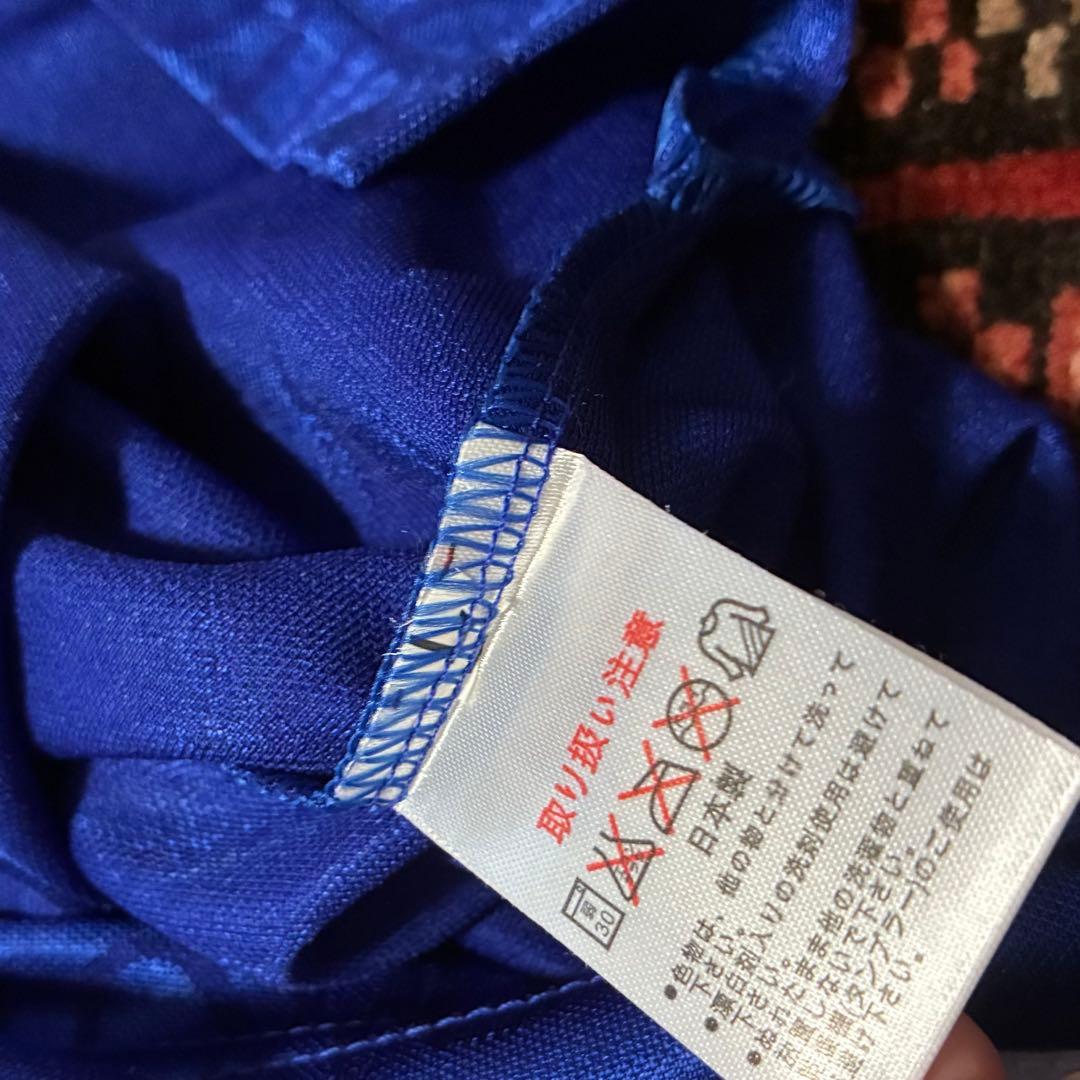 取り扱い注意
弱
30
日本製
●色物は、他の物と分けて洗って
下さい。
●漂白剤入りの洗剤使用は避けて
下さい。
●ぬれたまま他の洗濯物と重ねて
放置しないで下さい。
(タンブラー)のご使用は
避け下さい。